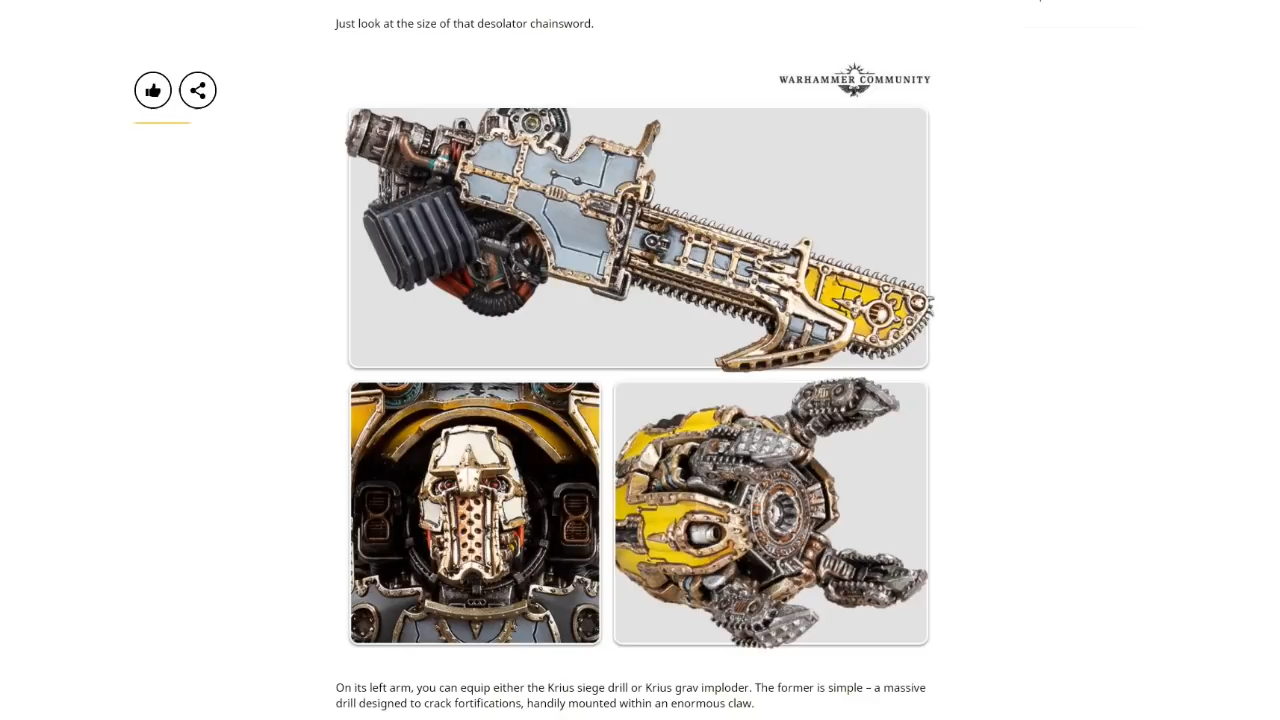 Just look at the size of that desolator chainsword.
WARHAMMER COMMUNITY
On its left arm, you can equip either the Krius siege drill or Krius grav imploder. The former is simple – a massive
drill designed to crack fortifications, handily mounted within an enormous claw.